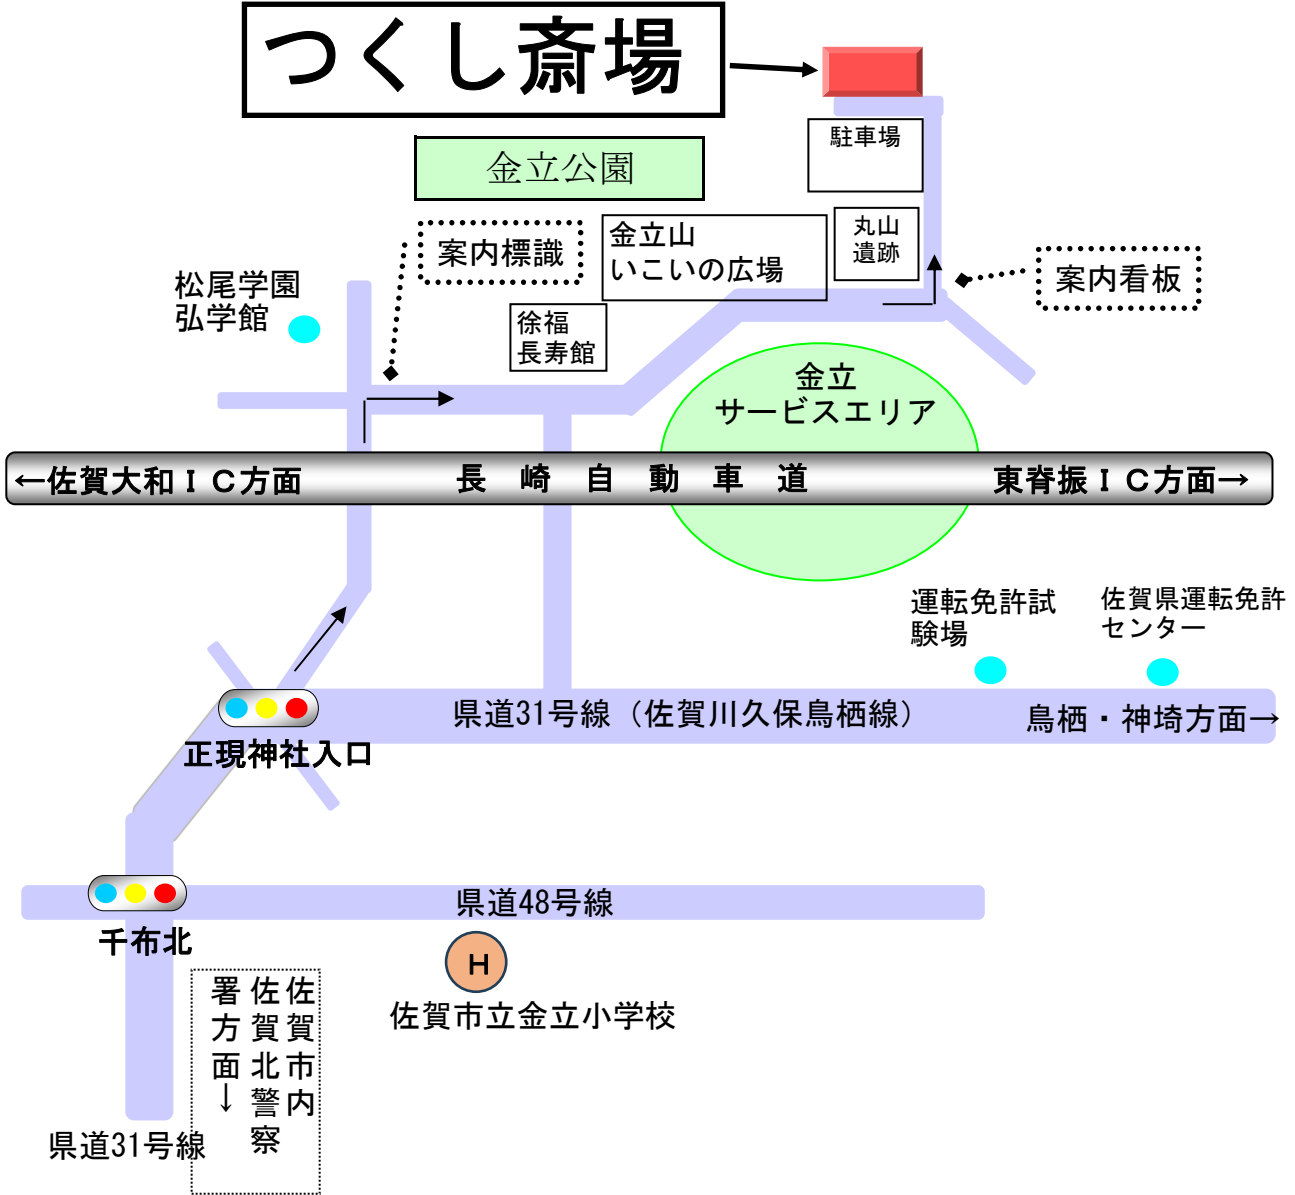 つくし斎場
駐車場
金立公園
案内標識
金立山
いこいの広場
丸山
遺跡
案内看板
松尾学園
弘学館
徐福
長寿館
金立
サービスエリア
←佐賀大和ＩＣ方面
長崎自動車道
東脊振ＩＣ方面→
運転免許試
験場
佐賀県運転免許
センター
県道31号線（佐賀川久保鳥栖線）
鳥栖・神埼方面→
正現神社入口
県道48号線
千布北
H
佐賀市立金立小学校
佐賀市内
佐賀北警察
署方面↓
県道31号線